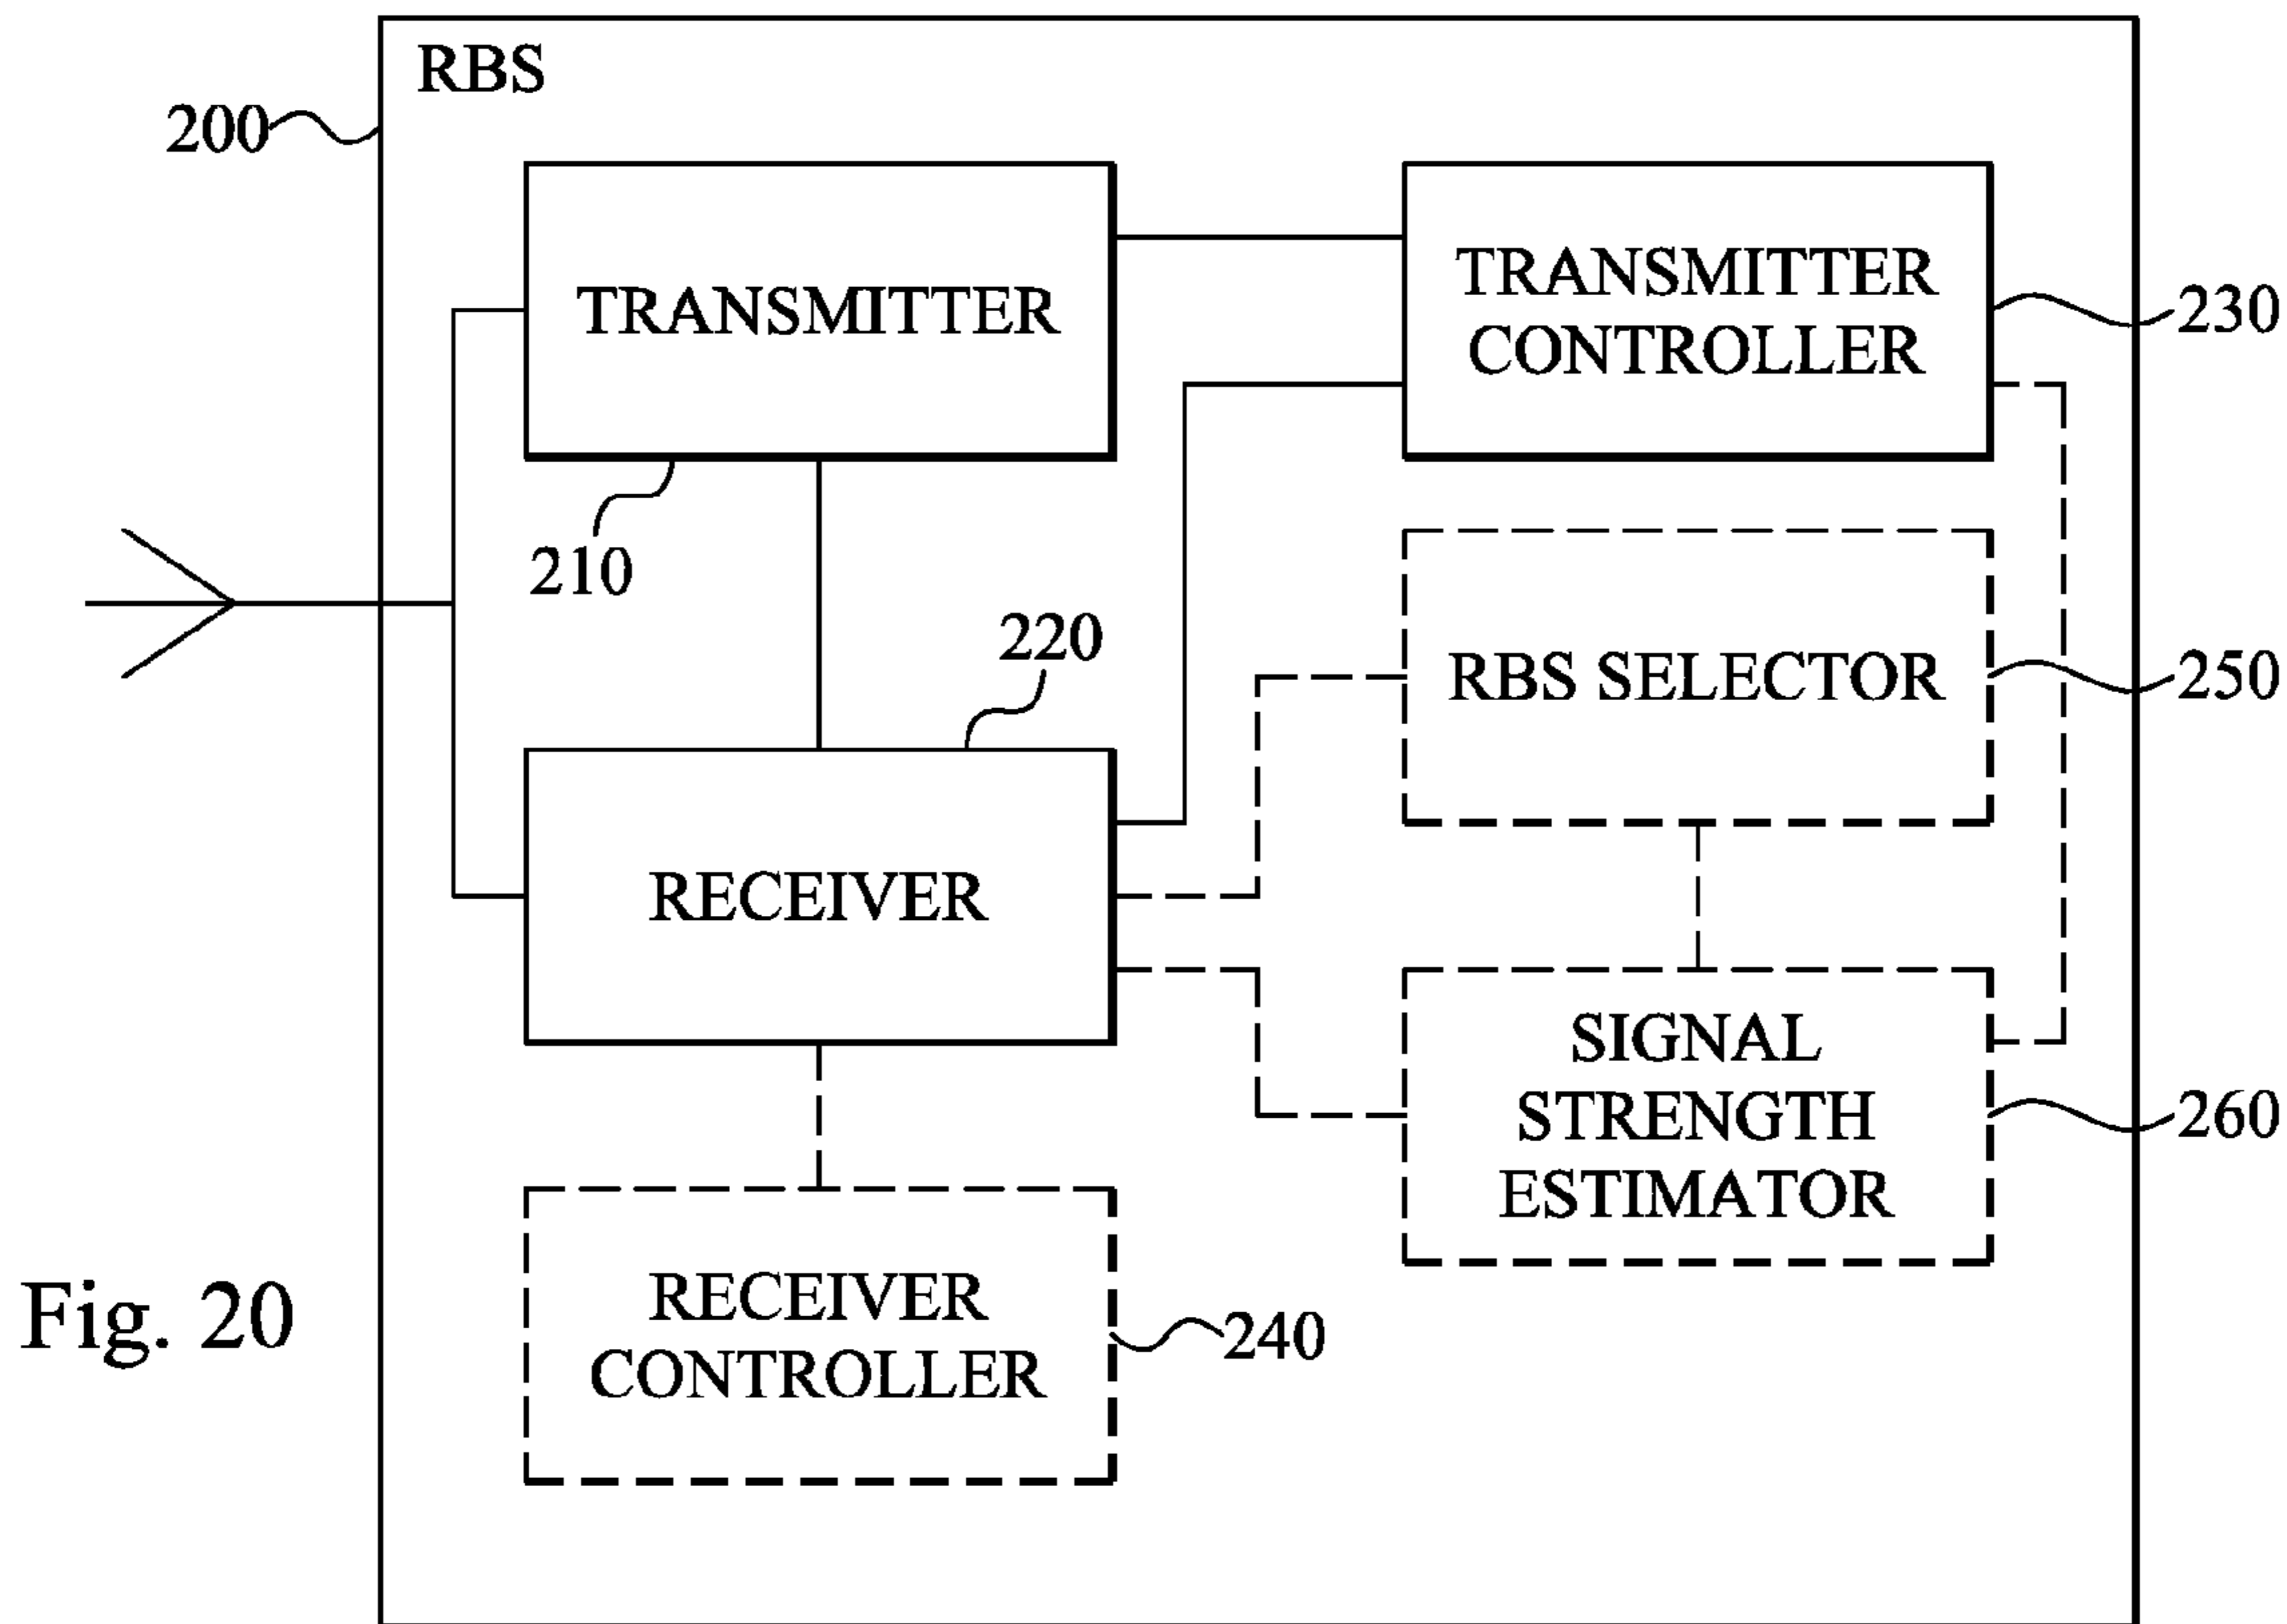 RBS
200
TRANSMITTER
TRANSMITTER
CONTROLLER
230
210
220
RBS SELECTOR
250
RECEIVER
SIGNAL
STRENGTH
ESTIMATOR
260
RECEIVER
CONTROLLER
240
Fig. 20